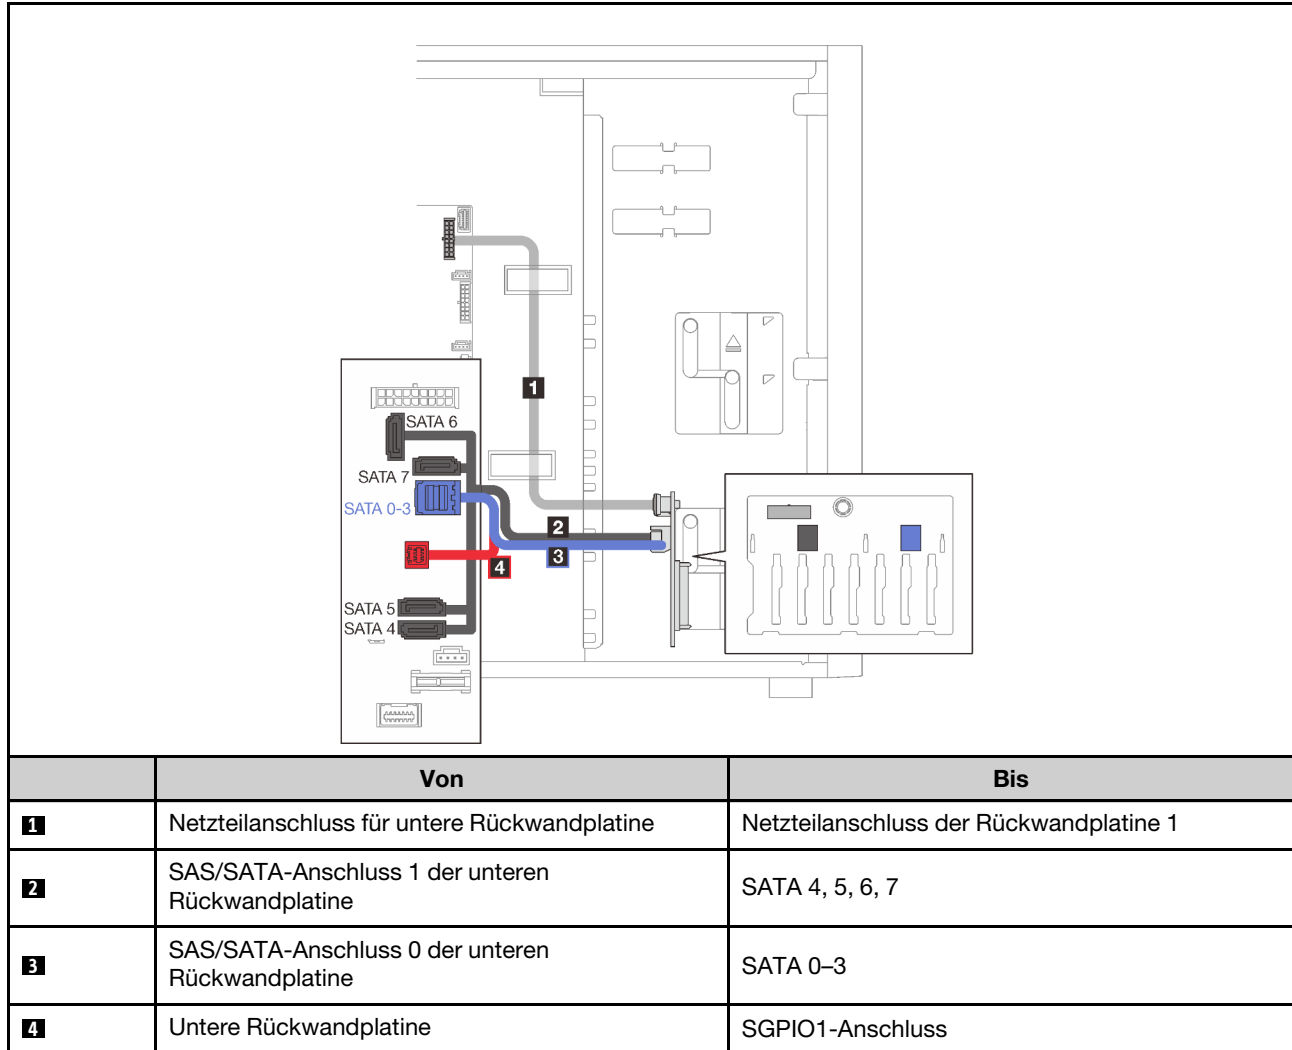 1
SATA 6
SATA 7
SATA 0-3
2
3
4
SATA 5
SATA 4
Von Bis
1 Netzteilanschluss für untere Rückwandplatine Netzteilanschluss der Rückwandplatine 1
2 SAS/SATA-Anschluss 1 der unteren
Rückwandplatine SATA 4, 5, 6, 7
3 SAS/SATA-Anschluss 0 der unteren
Rückwandplatine SATA 0–3
4 Untere Rückwandplatine SGPIO1-Anschluss